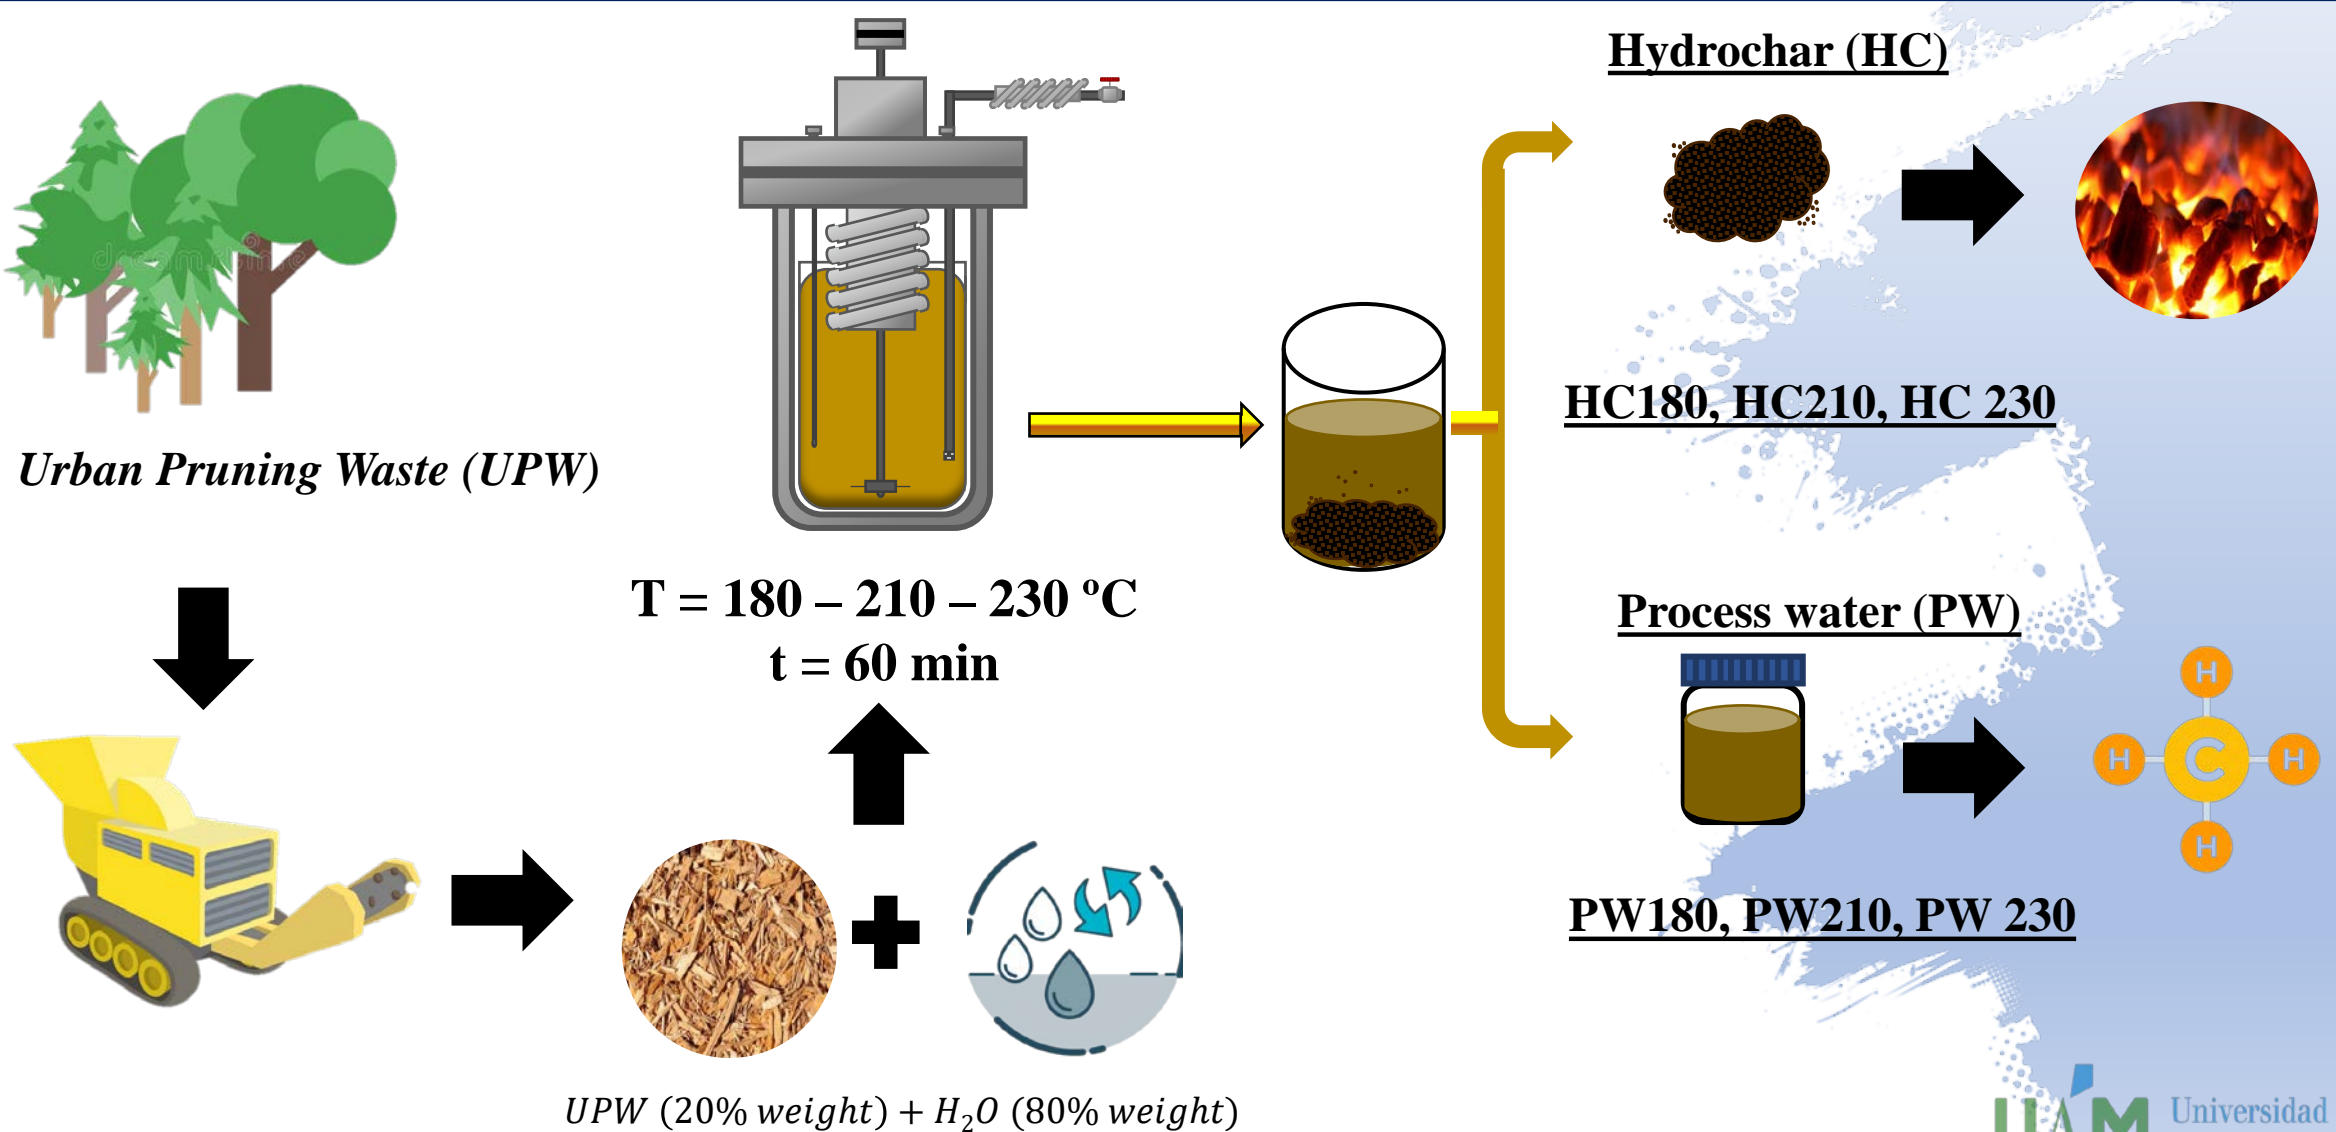 Hydrochar (HC)
HC180, HC210, HC 230
Urban Pruning Waste (UPW)
T = 180 – 210 – 230 ºC
t = 60 min
Process water (PW)
H
H C H
H
PW180, PW210, PW 230
UPW (20% weight) + H₂O (80% weight)
UAM Universidad